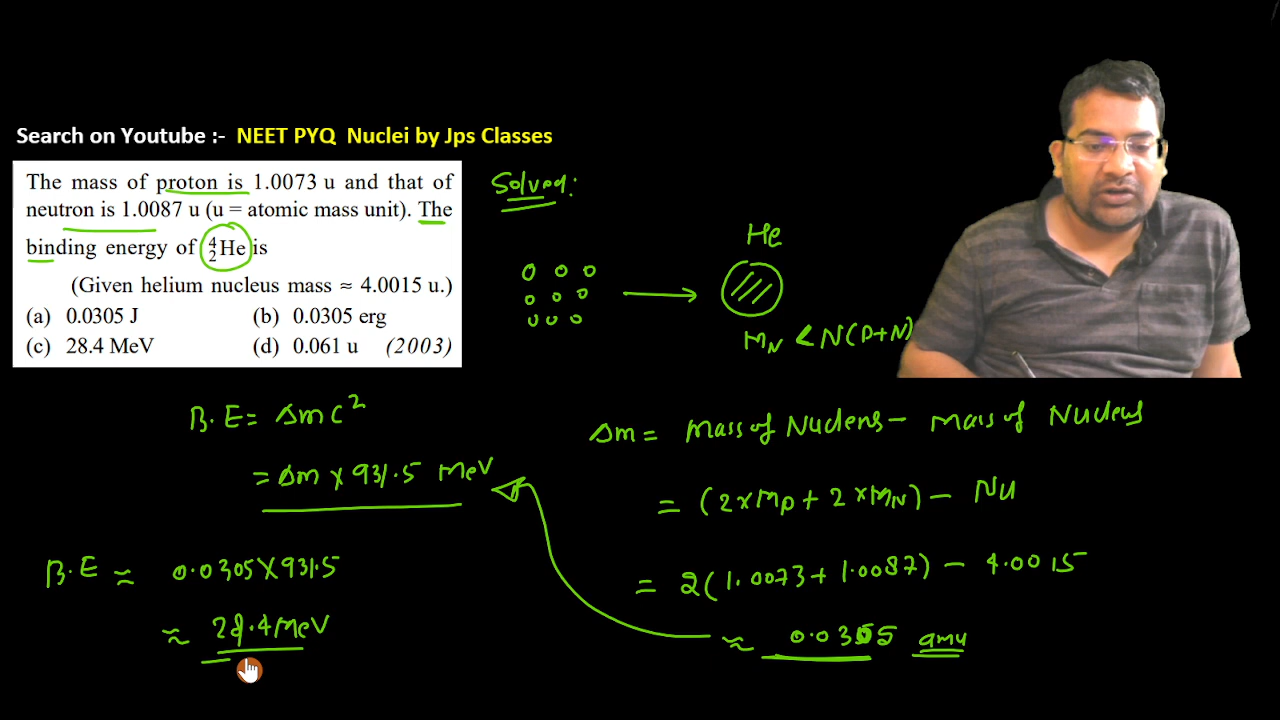 Search on Youtube :- NEET PYQ Nuclei by Jps Classes
The mass of proton is 1.0073 u and that of
neutron is 1.0087 u (u = atomic mass unit). The
binding energy of ⁴₂He is
(Given helium nucleus mass ≈ 4.0015 u.)
(a) 0.0305 J (b) 0.0305 erg
(c) 28.4 MeV (d) 0.061 u (2003)
Solved:
He
M_N < N(P+N)
B.E = Δmc²
= Δm × 931.5 MeV
B.E ≈ 0.0305×931.5
≈ 28.4 MeV
Δm = Mass of Nucleus - Mass of Nucleus
= (2×Mp + 2×M_N) - Nu
= 2(1.0073 + 1.0087) - 4.0015
≈ 0.0305 amu